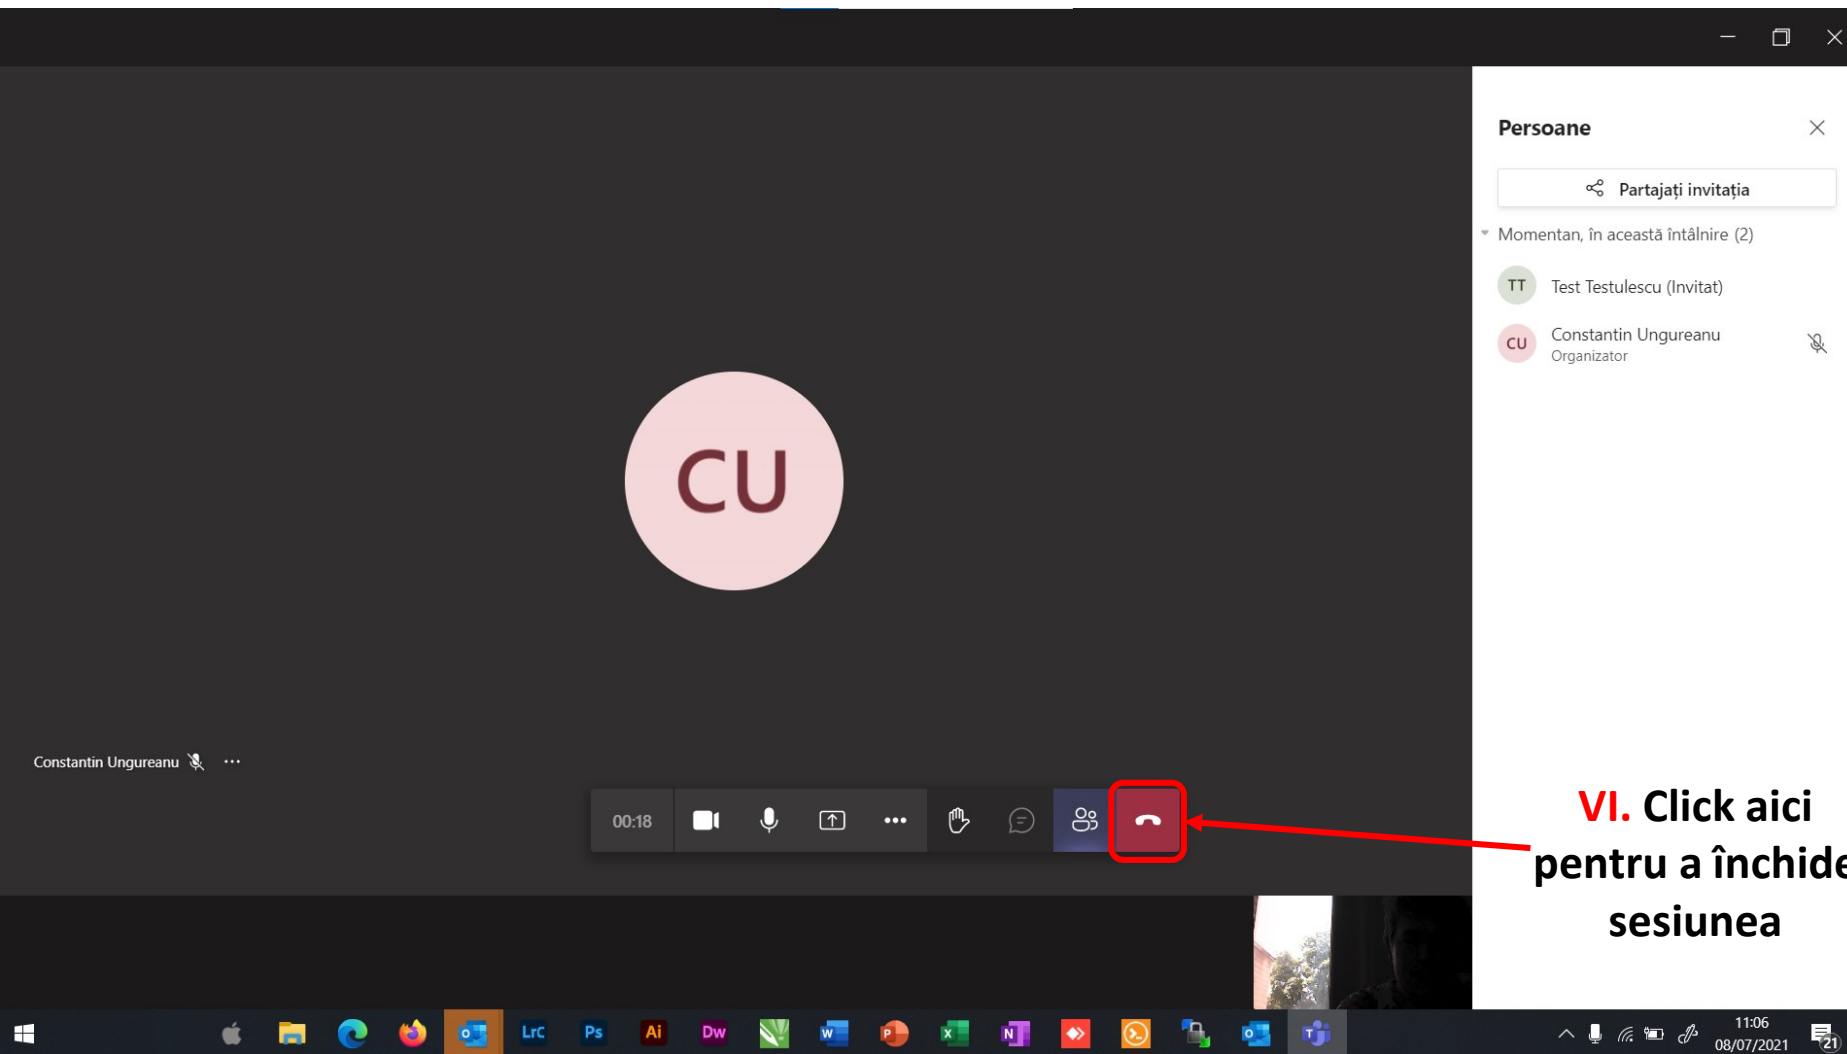 Persoane
Partajați invitația
Momentan, în această întâlnire (2)
TT
Test Testulescu (Invitat)
CU
Constantin Ungureanu
Organizator
CU
Constantin Ungureanu
00:18
VI. Click aici
pentru a închide
sesiunea
LrC Ps Ai Dw
11:06
08/07/2021
21